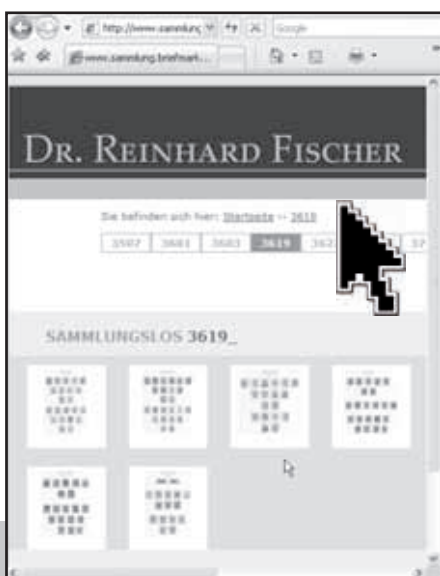 http://www.sammlung
Google
www.sammlung.briefmark...
DR. REINHARD FISCHER
Sie befinden sich hier: Startseite -- 3619
3597 3601 3603 3619
SAMMLUNGSLOS 3619_